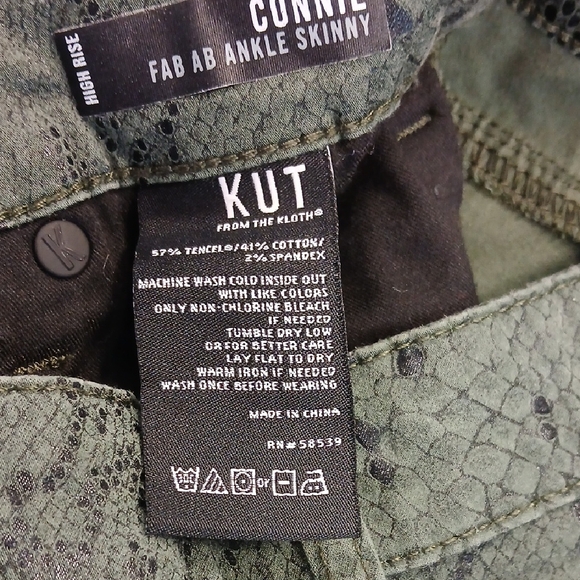 CONNIE
HIGH RISE
FAB AB ANKLE SKINNY
KUT
FROM THE KLOTH®
57% TENCEL®/41% COTTON/
2% SPANDEX
MACHINE WASH COLD INSIDE OUT
WITH LIKE COLORS
ONLY NON-CHLORINE BLEACH
IF NEEDED
TUMBLE DRY LOW
OR FOR BETTER CARE
LAY FLAT TO DRY
WARM IRON IF NEEDED
WASH ONCE BEFORE WEARING
MADE IN CHINA
RN# 58539
30C
or
K